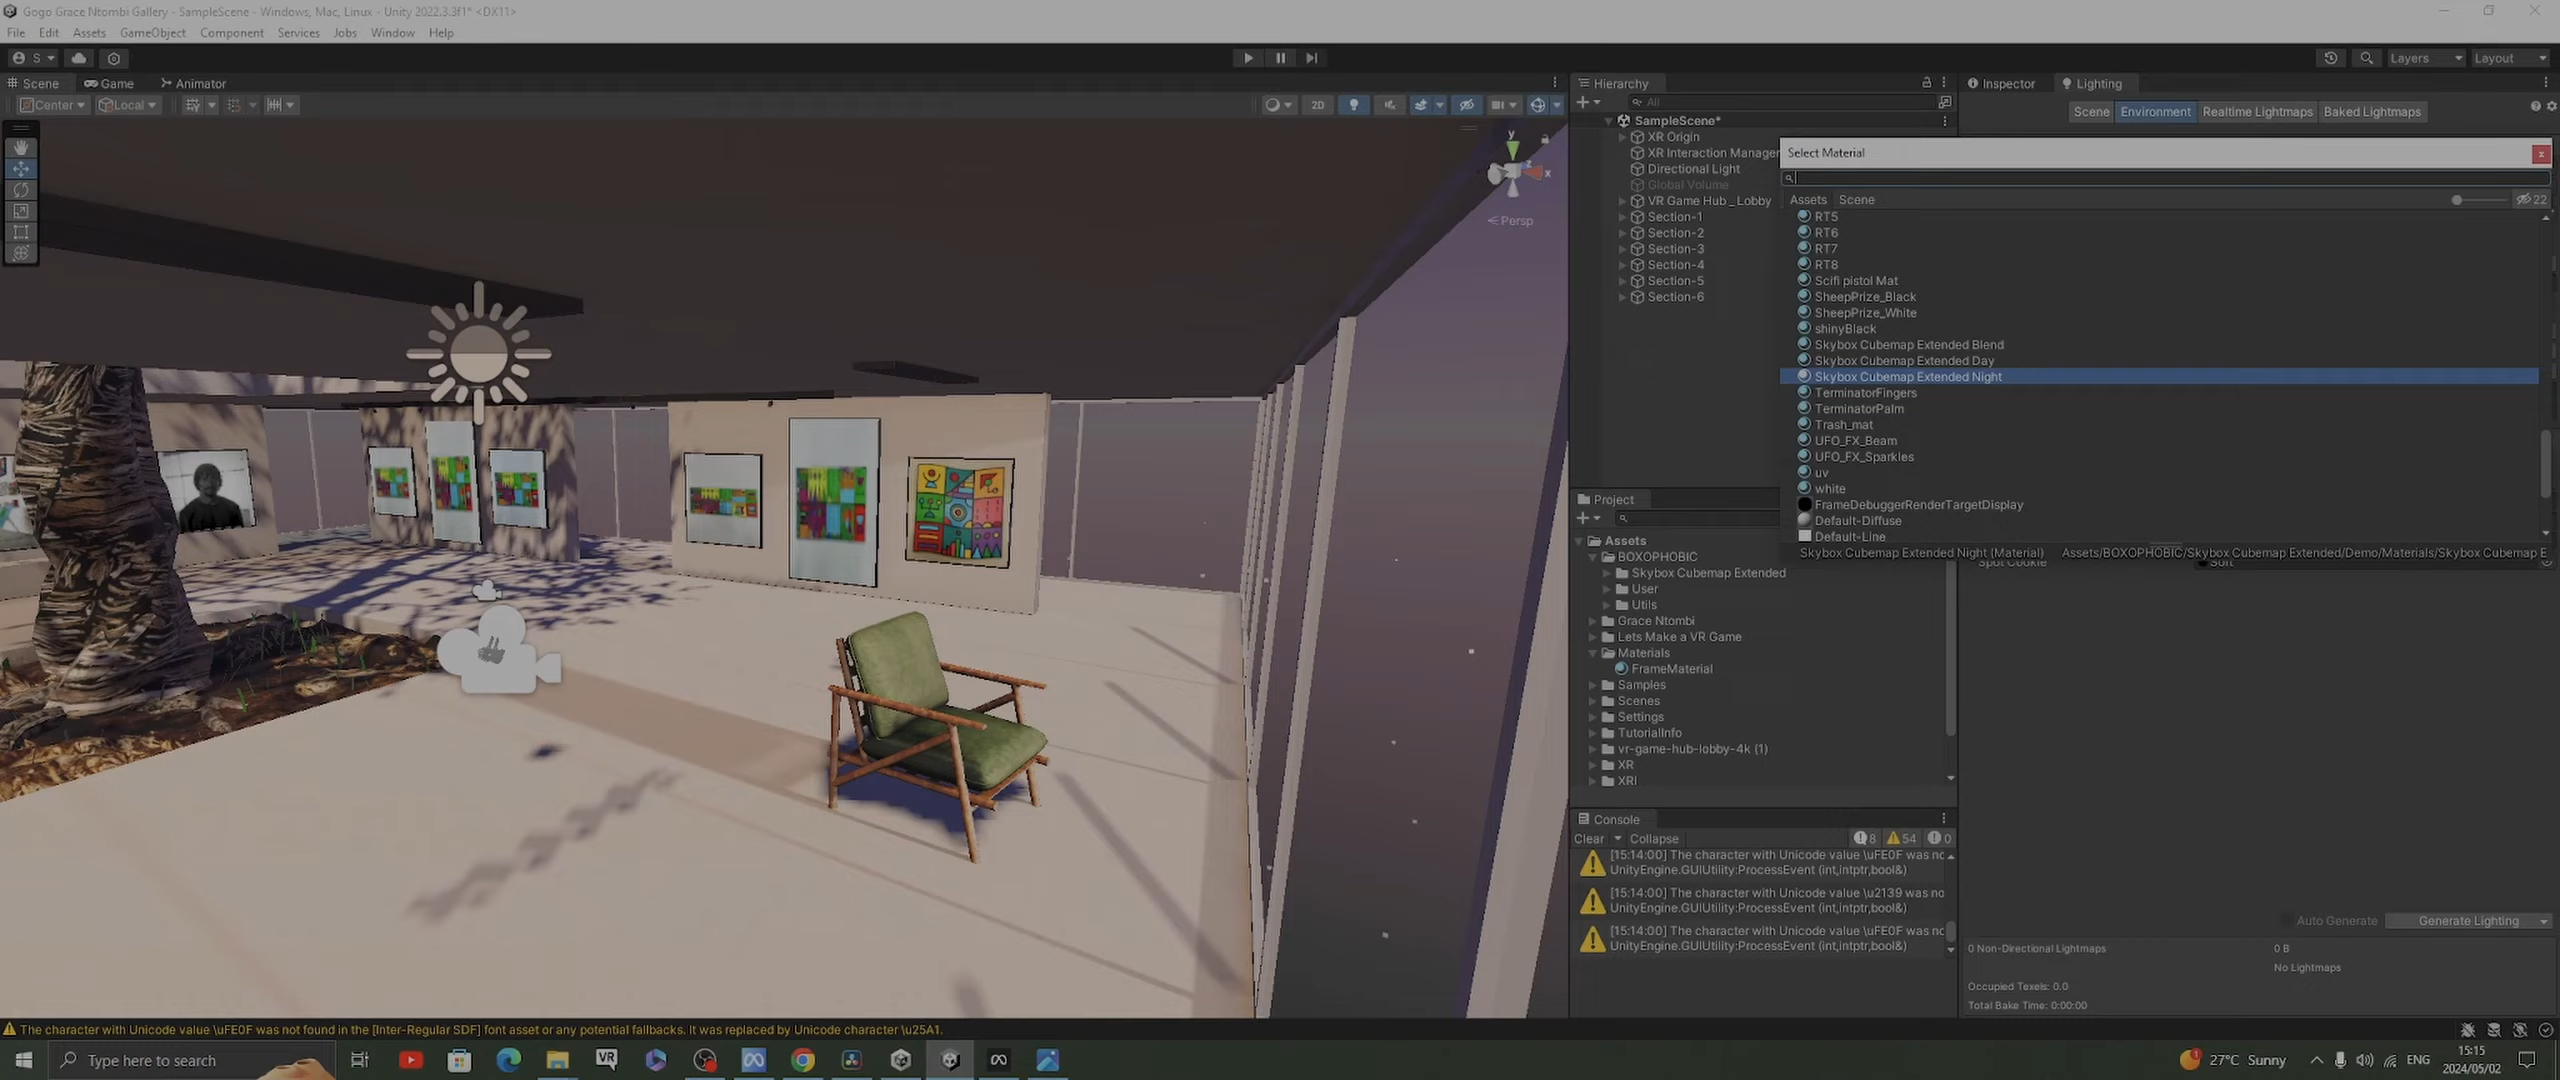 Gogo Grace Ntombi Gallery - SampleScene - Windows, Mac, Linux - Unity 2022.3.3f1* <DX11>
File Edit Assets GameObject Component Services Jobs Window Help
S Layers Layout
Scene Game Animator
Center Local 2D
y
x
Persp
Hierarchy
All
SampleScene*
XR Origin
XR Interaction Manager
Directional Light
Global Volume
VR Game Hub _ Lobby
Section-1
Section-2
Section-3
Section-4
Section-5
Section-6
Inspector Lighting
Scene Environment Realtime Lightmaps Baked Lightmaps
Select Material
Assets Scene 22
RT5
RT6
RT7
RT8
Scifi pistol Mat
SheepPrize_Black
SheepPrize_White
shinyBlack
Skybox Cubemap Extended Blend
Skybox Cubemap Extended Day
Skybox Cubemap Extended Night
TerminatorFingers
TerminatorPalm
Trash_mat
UFO_FX_Beam
UFO_FX_Sparkles
uv
white
FrameDebuggerRenderTargetDisplay
Default-Diffuse
Default-Line
Skybox Cubemap Extended Night (Material) Assets/BOXOPHOBIC/Skybox Cubemap Extended/Demo/Materials/Skybox Cubemap E
Spot Cookie Soft
Project
Assets
BOXOPHOBIC
Skybox Cubemap Extended
User
Utils
Grace Ntombi
Lets Make a VR Game
Materials
FrameMaterial
Samples
Scenes
Settings
TutorialInfo
vr-game-hub-lobby-4k (1)
XR
XRI
Console
Clear Collapse 8 54 0
[15:14:00] The character with Unicode value \uFE0F was no
UnityEngine.GUIUtility:ProcessEvent (int,intptr,bool&)
[15:14:00] The character with Unicode value \u2139 was no
UnityEngine.GUIUtility:ProcessEvent (int,intptr,bool&)
[15:14:00] The character with Unicode value \uFE0F was no
UnityEngine.GUIUtility:ProcessEvent (int,intptr,bool&)
Auto Generate Generate Lighting
0 Non-Directional Lightmaps 0 B
No Lightmaps
Occupied Texels: 0.0
Total Bake Time: 0:00:00
The character with Unicode value \uFE0F was not found in the [Inter-Regular SDF] font asset or any potential fallbacks. It was replaced by Unicode character \u25A1.
Type here to search VR 27°C Sunny ENG 15:15
2024/05/02